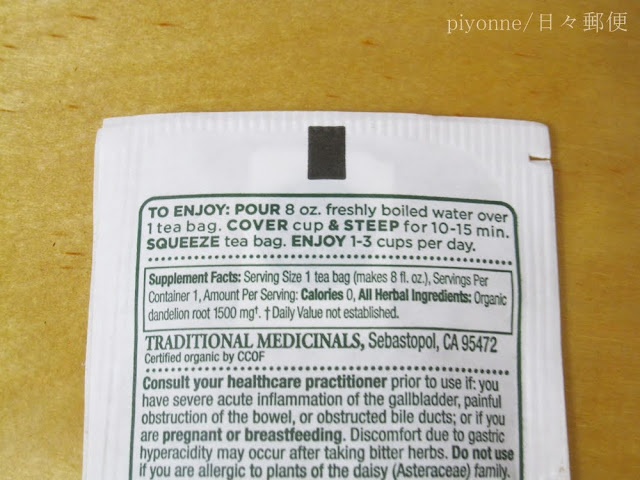 piyonne/日々郵便
TO ENJOY: POUR 8 oz. freshly boiled water over
1 tea bag. COVER cup & STEEP for 10-15 min.
SQUEEZE tea bag. ENJOY 1-3 cups per day.
Supplement Facts: Serving Size 1 tea bag (makes 8 fl. oz.), Servings Per
Container 1, Amount Per Serving: Calories 0, All Herbal Ingredients: Organic
dandelion root 1500 mg†. † Daily Value not established.
TRADITIONAL MEDICINALS, Sebastopol, CA 95472
Certified organic by CCOF
Consult your healthcare practitioner prior to use if: you
have severe acute inflammation of the gallbladder, painful
obstruction of the bowel, or obstructed bile ducts; or if you
are pregnant or breastfeeding. Discomfort due to gastric
hyperacidity may occur after taking bitter herbs. Do not use
if you are allergic to plants of the daisy (Asteraceae) family.